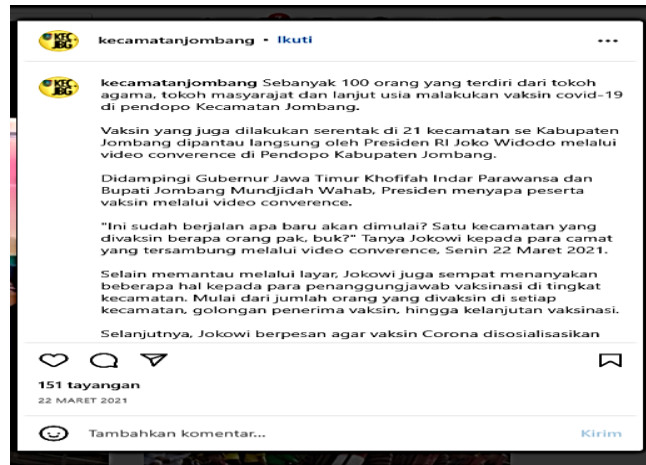 kecamatanjombang • Ikuti
kecamatanjombang Sebanyak 100 orang yang terdiri dari tokoh
agama, tokoh masyarajat dan lanjut usia malakukan vaksin covid-19
di pendopo Kecamatan Jombang.
Vaksin yang juga dilakukan serentak di 21 kecamatan se Kabupaten
Jombang dipantau langsung oleh Presiden RI Joko Widodo melalui
video converence di Pendopo Kabupaten Jombang.
Didampingi Gubernur Jawa Timur Khofifah Indar Parawansa dan
Bupati Jombang Mundjidah Wahab, Presiden menyapa peserta
vaksin melalui video converence.
"Ini sudah berjalan apa baru akan dimulai? Satu kecamatan yang
divaksin berapa orang pak, buk?" Tanya Jokowi kepada para camat
yang tersambung melalui video converence, Senin 22 Maret 2021.
Selain memantau melalui layar, Jokowi juga sempat menanyakan
beberapa hal kepada para penanggungjawab vaksinasi di tingkat
kecamatan. Mulai dari jumlah orang yang divaksin di setiap
kecamatan, golongan penerima vaksin, hingga kelanjutan vaksinasi.
Selanjutnya, Jokowi berpesan agar vaksin Corona disosialisasikan
151 tayangan
22 MARET 2021
Tambahkan komentar...
Kirim
KEC-
JBG
KEC-
JBG